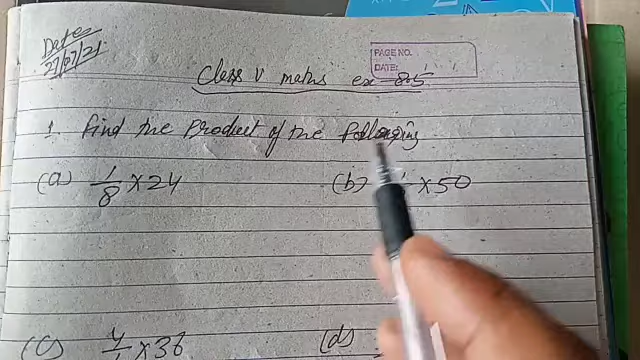 Date
27/07/21
PAGE NO.
DATE:
Class V maths ex-8.5
1. Find the Product of the following
(a) 1/8 × 24
(b) × 50
(c) × 36
(d)